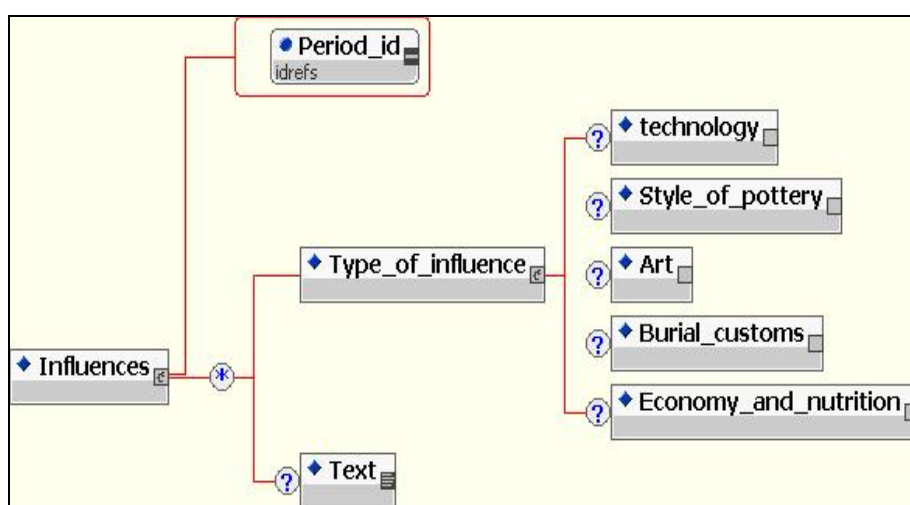 Period_id
idrefs
technology
?
Style_of_pottery
?
Type_of_influence
Art
?
Burial_customs
?
Influences
*
Economy_and_nutrition
?
Text
?